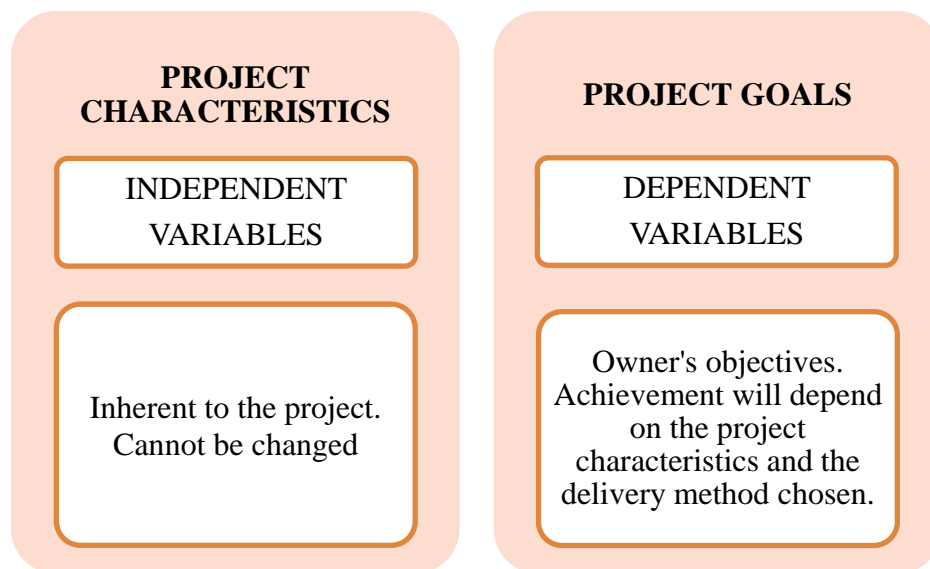 PROJECT
CHARACTERISTICS
INDEPENDENT
VARIABLES
Inherent to the project.
Cannot be changed
PROJECT GOALS
DEPENDENT
VARIABLES
Owner's objectives.
Achievement will depend
on the project
characteristics and the
delivery method chosen.